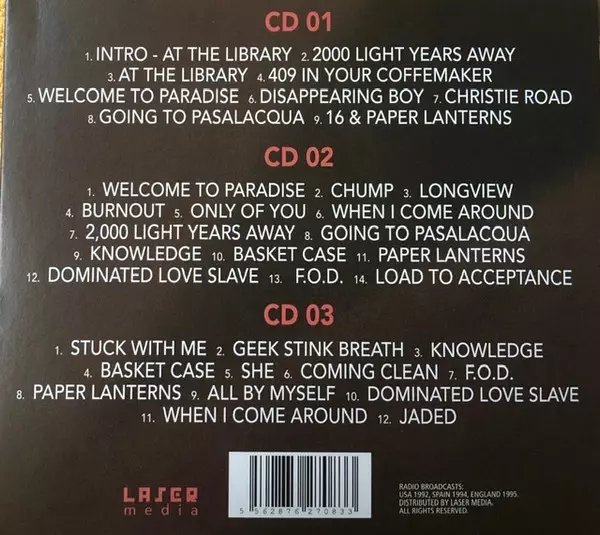 CD 01
1. INTRO - AT THE LIBRARY 2. 2000 LIGHT YEARS AWAY
3. AT THE LIBRARY 4. 409 IN YOUR COFFEMAKER
5. WELCOME TO PARADISE 6. DISAPPEARING BOY 7. CHRISTIE ROAD
8. GOING TO PASALACQUA 9. 16 & PAPER LANTERNS
CD 02
1. WELCOME TO PARADISE 2. CHUMP 3. LONGVIEW
4. BURNOUT 5. ONLY OF YOU 6. WHEN I COME AROUND
7. 2,000 LIGHT YEARS AWAY 8. GOING TO PASALACQUA
9. KNOWLEDGE 10. BASKET CASE 11. PAPER LANTERNS
12. DOMINATED LOVE SLAVE 13. F.O.D. 14. LOAD TO ACCEPTANCE
CD 03
1. STUCK WITH ME 2. GEEK STINK BREATH 3. KNOWLEDGE
4. BASKET CASE 5. SHE 6. COMING CLEAN 7. F.O.D.
8. PAPER LANTERNS 9. ALL BY MYSELF 10. DOMINATED LOVE SLAVE
11. WHEN I COME AROUND 12. JADED
LASER
media
5 562876 270833
RADIO BROADCASTS:
USA 1992, SPAIN 1994, ENGLAND 1995.
DISTRIBUTED BY LASER MEDIA,
ALL RIGHTS RESERVED.